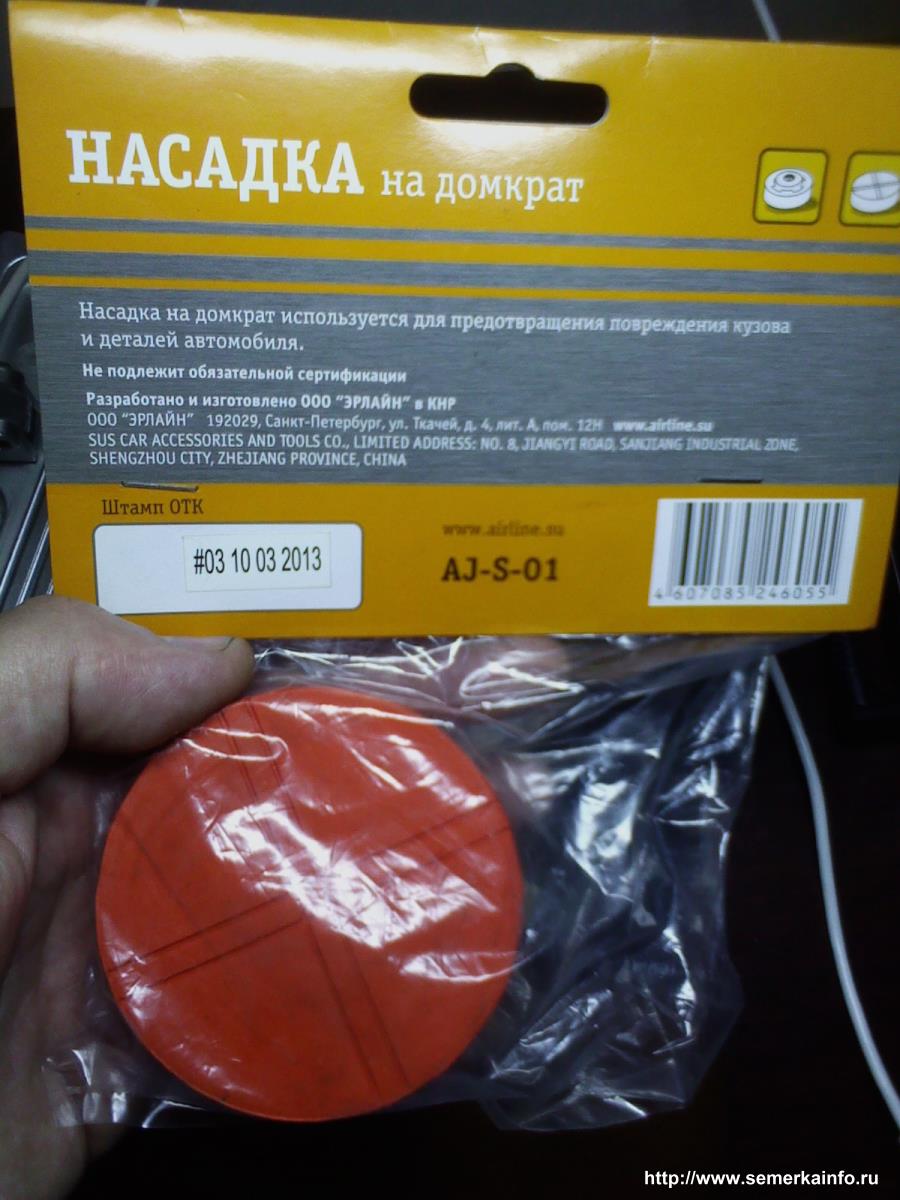 НАСАДКА на домкрат
Насадка на домкрат используется для предотвращения повреждения кузова
и деталей автомобиля.
Не подлежит обязательной сертификации
Разработано и изготовлено ООО "ЭРЛАЙН" в КНР
ООО "ЭРЛАЙН" 192029, Санкт-Петербург, ул. Ткачей, д. 4, лит. А, пом. 12Н www.airline.su
SUS CAR ACCESSORIES AND TOOLS CO., LIMITED ADDRESS: NO. 8, JIANGYI ROAD, SANJIANG INDUSTRIAL ZONE,
SHENGZHOU CITY, ZHEJIANG PROVINCE, CHINA
Штамп ОТК
#03 10 03 2013
www.airline.su
AJ-S-01
4 607085 246055
http://www.semerkainfo.ru